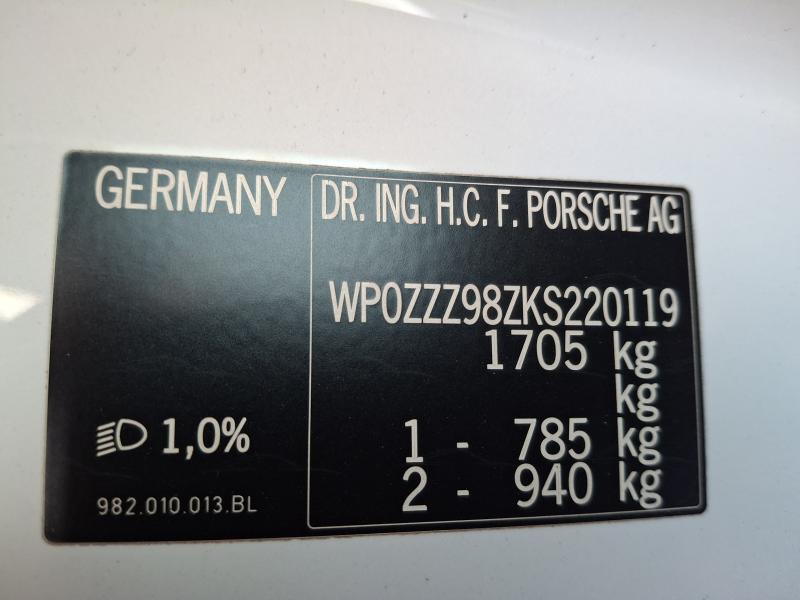 GERMANY
DR. ING. H.C. F. PORSCHE AG
WP0ZZZ98ZKS220119
1705 kg
kg
1 - 785 kg
2 - 940 kg
1,0%
982.010.013.BL